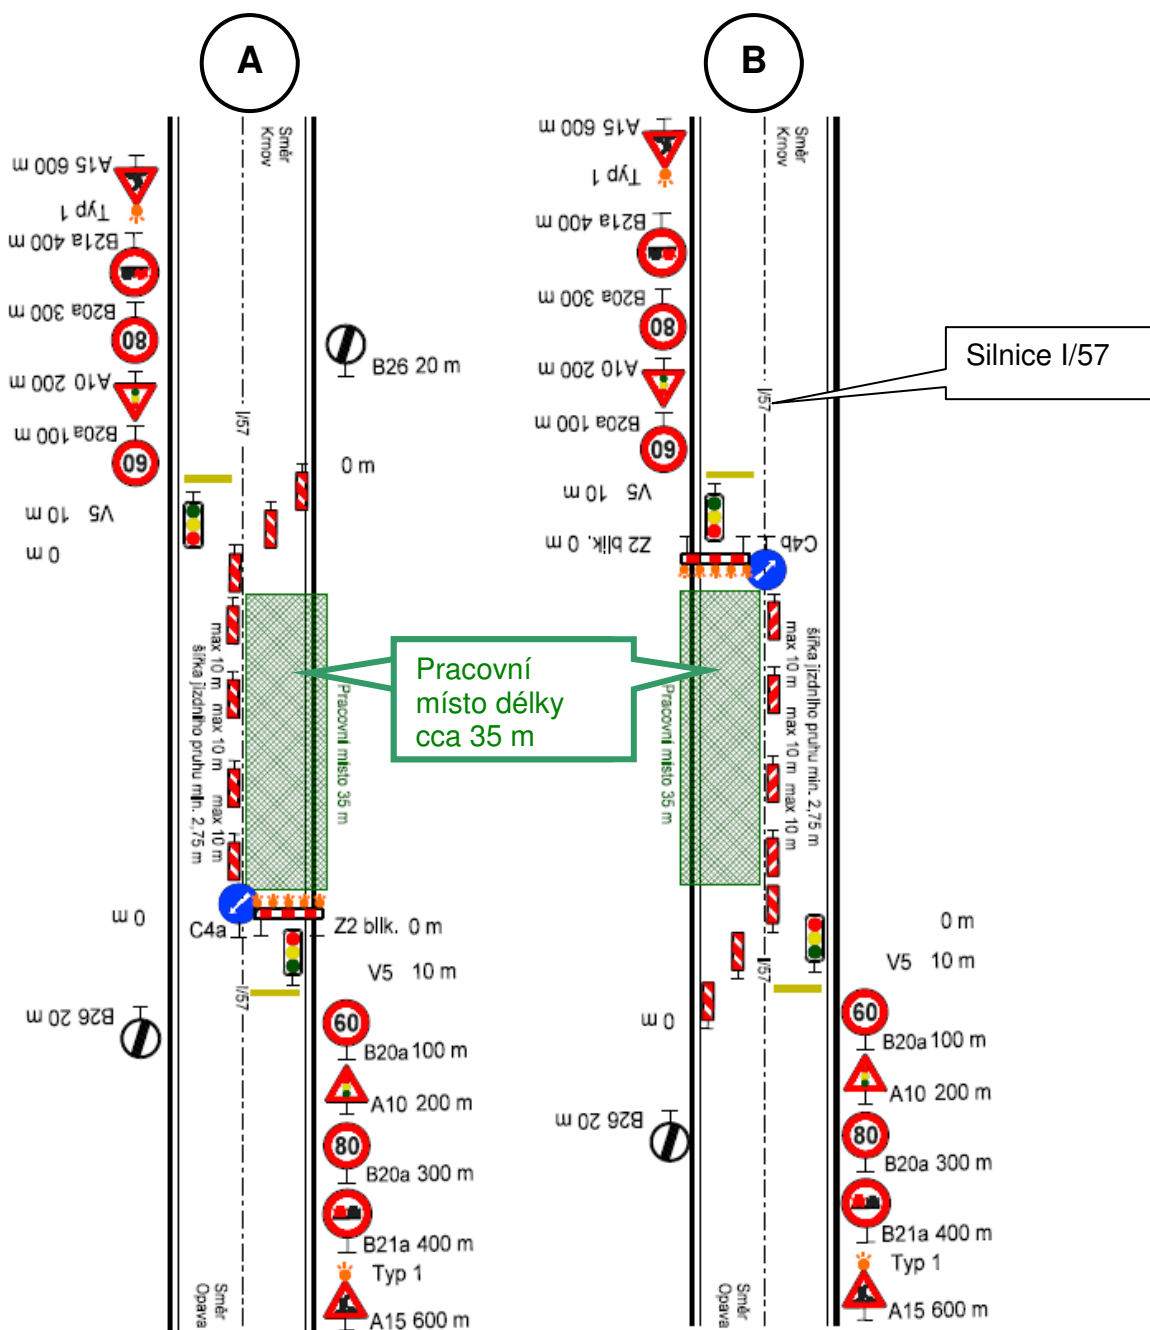 A
B
Směr
Krnov
A15 600 m
Typ 1
B21a 400 m
B20a 300 m
80
A10 200 m
B20a 100 m
60
V5 10 m
0 m
I/57
B26 20 m
0 m
max 10 m max 10 m max 10 m
šířka jízdního pruhu min. 2,75 m
Pracovní místo 35 m
Pracovní
místo délky
cca 35 m
0 m
C4a
Z2 blik. 0 m
V5 10 m
I/57
B26 20 m
60
B20a 100 m
A10 200 m
80
B20a 300 m
B21a 400 m
Typ 1
A15 600 m
Směr
Opava
Směr
Krnov
A15 600 m
Typ 1
B21a 400 m
B20a 300 m
80
A10 200 m
B20a 100 m
60
Silnice I/57
I/57
V5 10 m
Z2 blik. 0 m
C4b
Pracovní místo 35 m
max 10 m max 10 m max 10 m
šířka jízdního pruhu min. 2,75 m
0 m
V5 10 m
I/57
0 m
B26 20 m
60
B20a 100 m
A10 200 m
80
B20a 300 m
B21a 400 m
Typ 1
A15 600 m
Směr
Opava